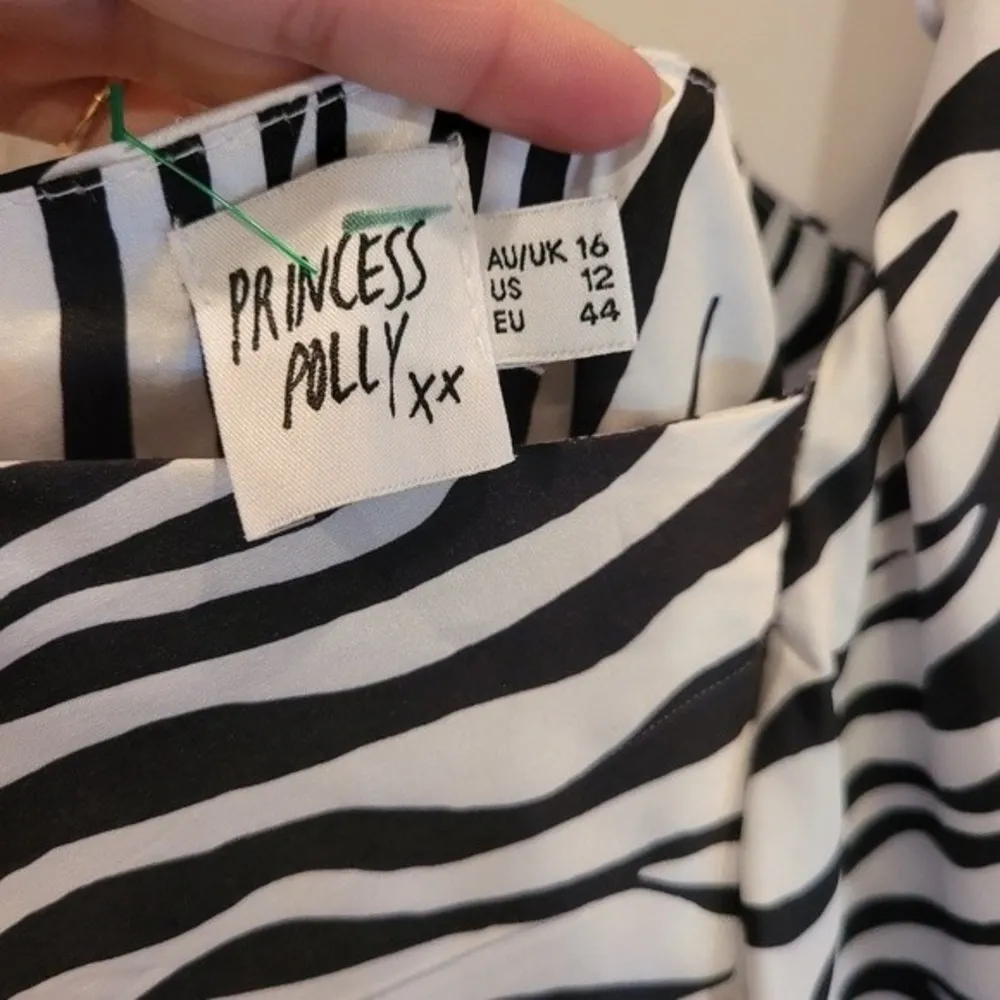 PRINCESS
POLLY xx
AU/UK 16
US 12
EU 44